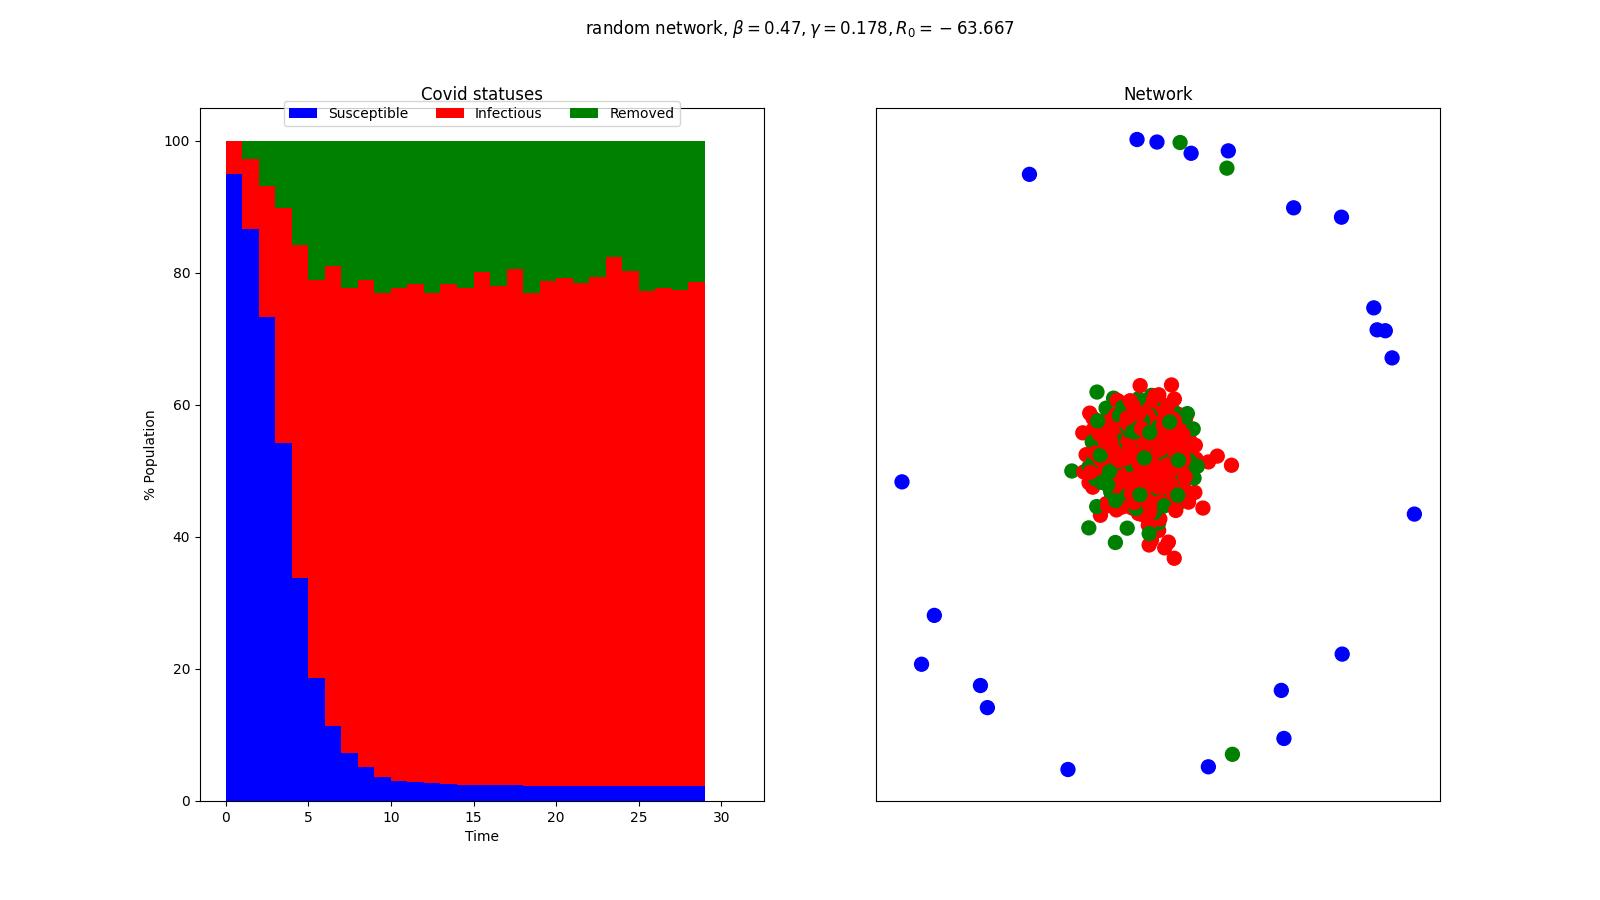 random network, β = 0.47, γ = 0.178, R₀ = − 63.667
Covid statuses
Susceptible Infectious Removed
100
80
60
40
20
0
% Population
0 5 10 15 20 25 30
Time
Network